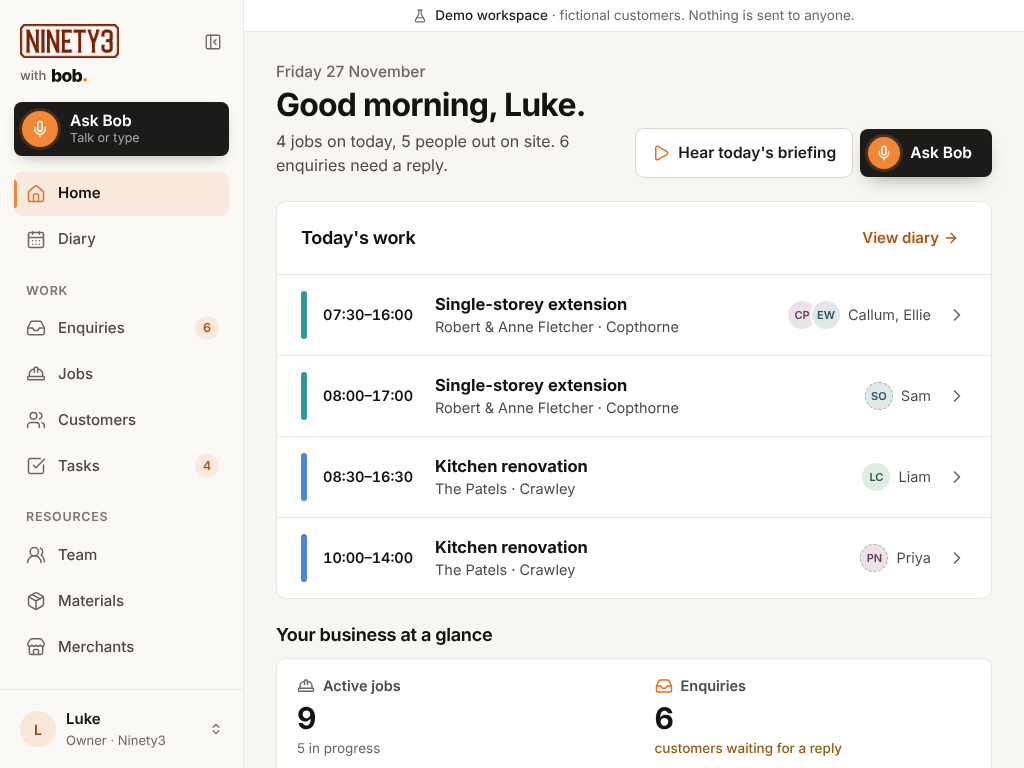 NINETY3
with bob.
Ask Bob
Talk or type
Home
Diary
WORK
Enquiries 6
Jobs
Customers
Tasks 4
RESOURCES
Team
Materials
Merchants
L
Luke
Owner · Ninety3
Demo workspace · fictional customers. Nothing is sent to anyone.
Friday 27 November
Good morning, Luke.
4 jobs on today, 5 people out on site. 6
enquiries need a reply.
Hear today's briefing
Ask Bob
Today's work
View diary →
07:30–16:00
Single-storey extension
Robert & Anne Fletcher · Copthorne
CP EW Callum, Ellie
08:00–17:00
Single-storey extension
Robert & Anne Fletcher · Copthorne
SO Sam
08:30–16:30
Kitchen renovation
The Patels · Crawley
LC Liam
10:00–14:00
Kitchen renovation
The Patels · Crawley
PN Priya
Your business at a glance
Active jobs
9
5 in progress
Enquiries
6
customers waiting for a reply